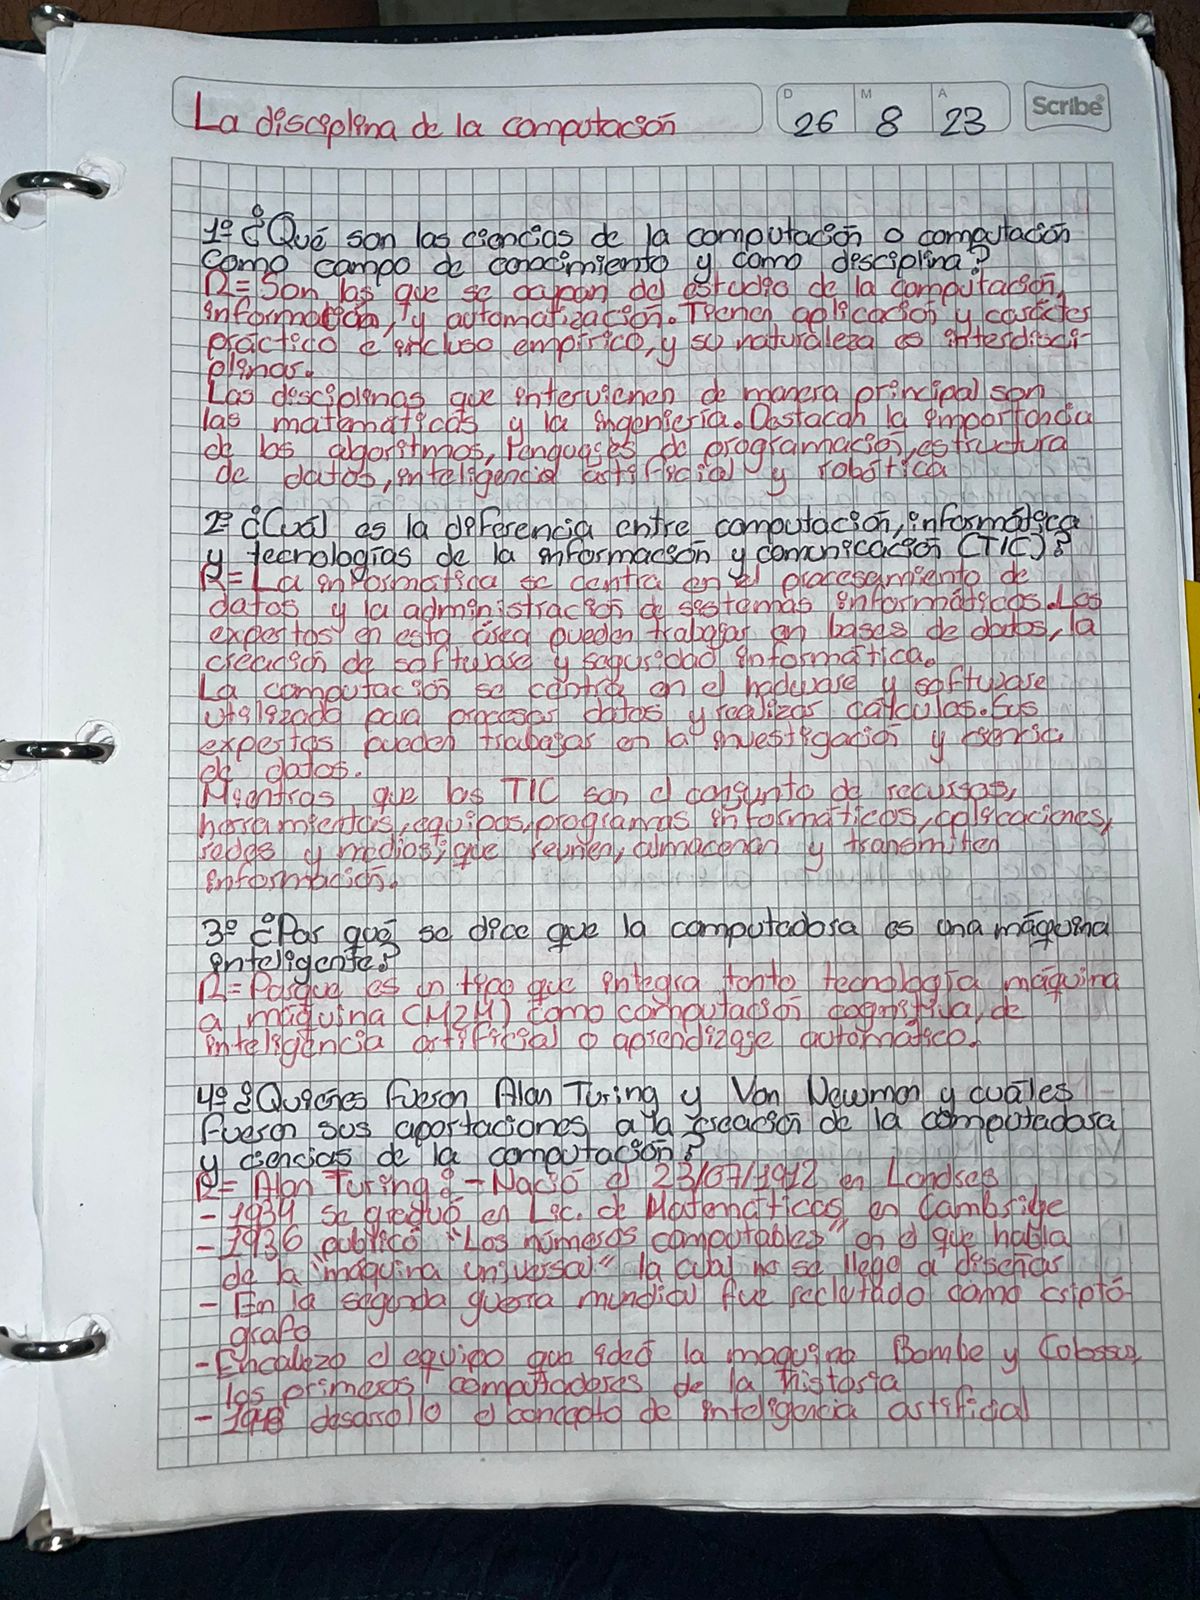 La disciplina de la computación
D 26 M 8 A 23
Scribe
1º ¿Qué son las ciencias de la computación o computación
como campo de conocimiento y como disciplina?
R= Son las que se ocupan del estudio de la computación,
información, y automatización. Tienen aplicación y carácter
práctico e incluso empírico, y su naturaleza es interdisci-
plinar.
Las disciplinas que intervienen de manera principal son
las matemáticas y la ingeniería. Destacan la importancia
de los algoritmos, lenguajes de programación, estructura
de datos, inteligencia artificial y robótica
2º ¿Cuál es la diferencia entre computación, informática
y tecnologías de la información y comunicación (TIC)?
R= La informática se centra en el procesamiento de
datos y la administración de sistemas informáticos. Los
expertos en esta área pueden trabajar en bases de datos, la
creación de software y seguridad informática.
La computación se centra en el hadware y software
utilizado para procesar datos y realizar cálculos. Sus
expertos pueden trabajar en la investigación y
de datos.
Mientras que las TIC son el conjunto de recursos,
herramientas, equipos, programas informáticos, aplicaciones,
redes y medios; que reunen, almacenan y transmiten
información.
3º ¿Por qué se dice que la computadora es una máquina
inteligente?
R= Porque es un tipo que integra tanto tecnología máquina
a máquina (M2M) como computación cognitiva, de
inteligencia artificial o aprendizaje automático.
4º ¿Quiénes fueron Alan Turing y Von Newman y cuáles
fueron sus aportaciones a la creación de la computadora
y ciencias de la computación?
R= Alan Turing: - Nació el 23/07/1912 en Londres
- 1934 se graduó en Lic. de Matemáticas en Cambrige
- 1936 publicó "Los números computables" en el que habla
de la "máquina universal" la cual no se llego a diseñar
- En la segunda guerra mundial fue reclutado como criptó-
grafo
- Encabezo el equipo que ideó la maquina Bombe y Colossus,
los primeros computadores de la historia
- desarrollo el concepto de inteligencia artificial